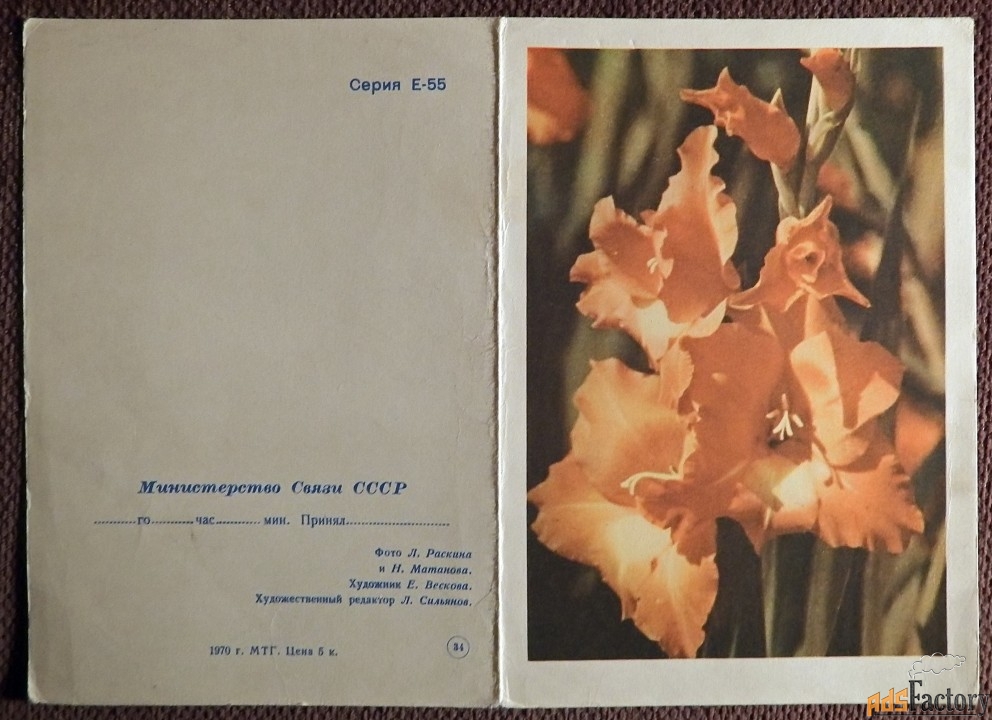 Серия Е-55
Министерство Связи СССР
..........го..........час...........мин. Принял..........................
Фото Л. Раскина
и Н. Матанова.
Художник Е. Вескова.
Художественный редактор Л. Сильянов.
1970 г. МТГ. Цена 5 к.
34
AdsFactory